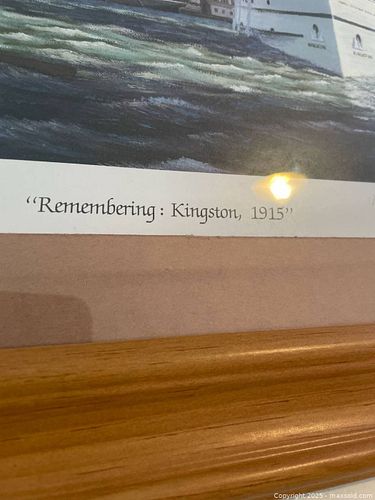 “Remembering: Kingston, 1915”
Copyright 2025 - maxsold.com